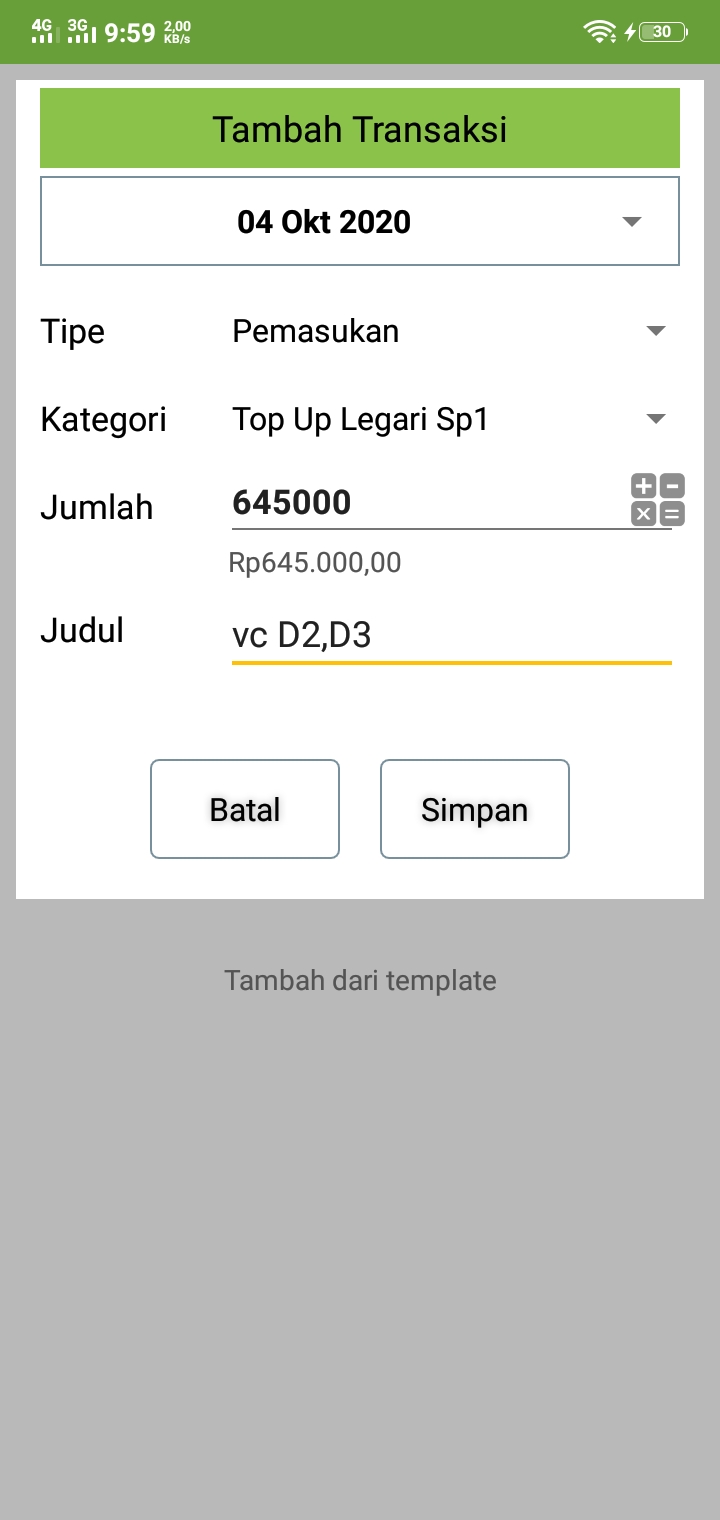 4G 3G 9:59 2,00 KB/s 30
Tambah Transaksi
04 Okt 2020
Tipe Pemasukan
Kategori Top Up Legari Sp1
Jumlah 645000
Rp645.000,00
Judul vc D2,D3
Batal Simpan
Tambah dari template